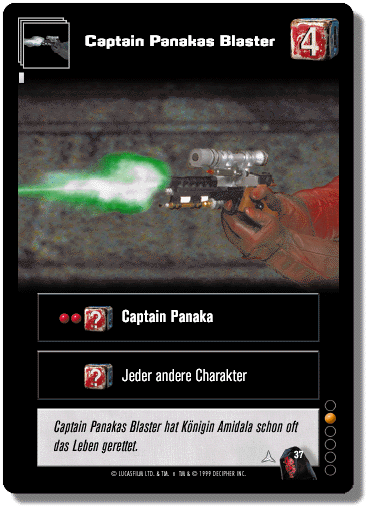 Captain Panakas Blaster
4
? Captain Panaka
? Jeder andere Charakter
Captain Panakas Blaster hat Königin Amidala schon oft
das Leben gerettet.
37
© LUCASFILM LTD. & TM. TM & © 1999 DECIPHER INC.